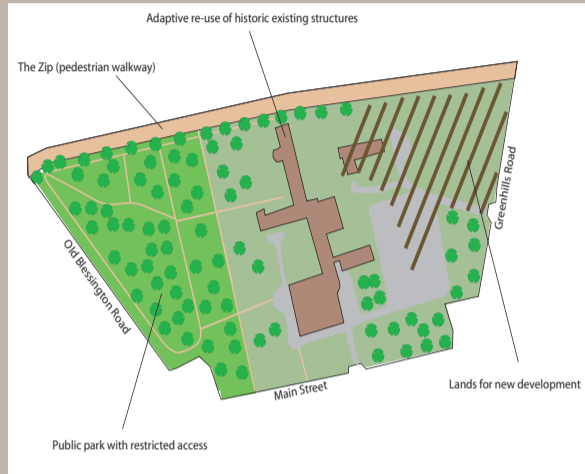 Adaptive re-use of historic existing structures
The Zip (pedestrian walkway)
Greenhills Road
Old Blessington Road
Main Street
Lands for new development
Public park with restricted access